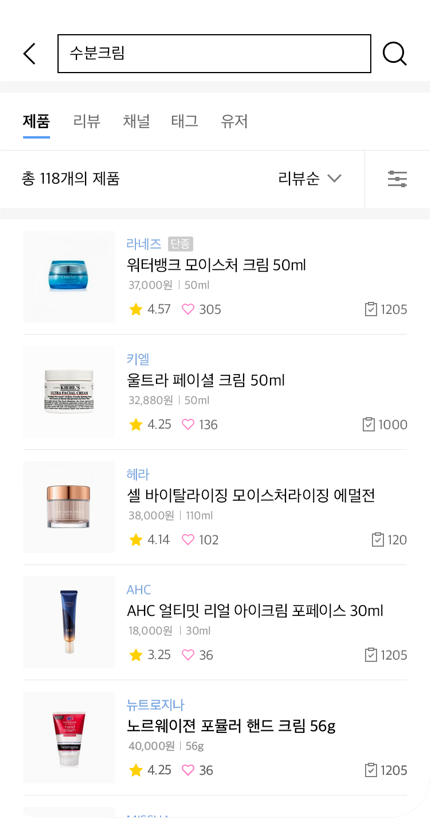 수분크림
제품 리뷰 채널 태그 유저
총 118개의 제품 리뷰순
라네즈 단종
워터뱅크 모이스처 크림 50ml
37,000원 | 50ml
4.57 305 1205
키엘
울트라 페이셜 크림 50ml
32,880원 | 50ml
4.25 136 1000
KIEHL'S
ULTRA FACIAL CREAM
헤라
셀 바이탈라이징 모이스처라이징 에멀전
38,000원 | 110ml
4.14 102 120
AHC
AHC 얼티밋 리얼 아이크림 포페이스 30ml
18,000원 | 30ml
3.25 36 1205
뉴트로지나
노르웨이젼 포뮬러 핸드 크림 56g
40,000원 | 56g
4.25 36 1205
Neutrogena